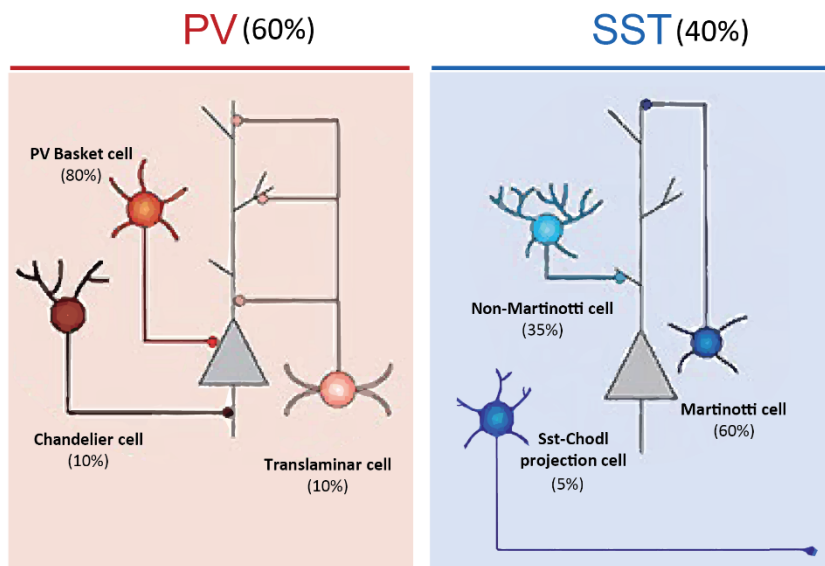 PV (60%)
SST (40%)
PV Basket cell
(80%)
Chandelier cell
(10%)
Translaminar cell
(10%)
Non-Martinotti cell
(35%)
Martinotti cell
(60%)
Sst-Chodl
projection cell
(5%)